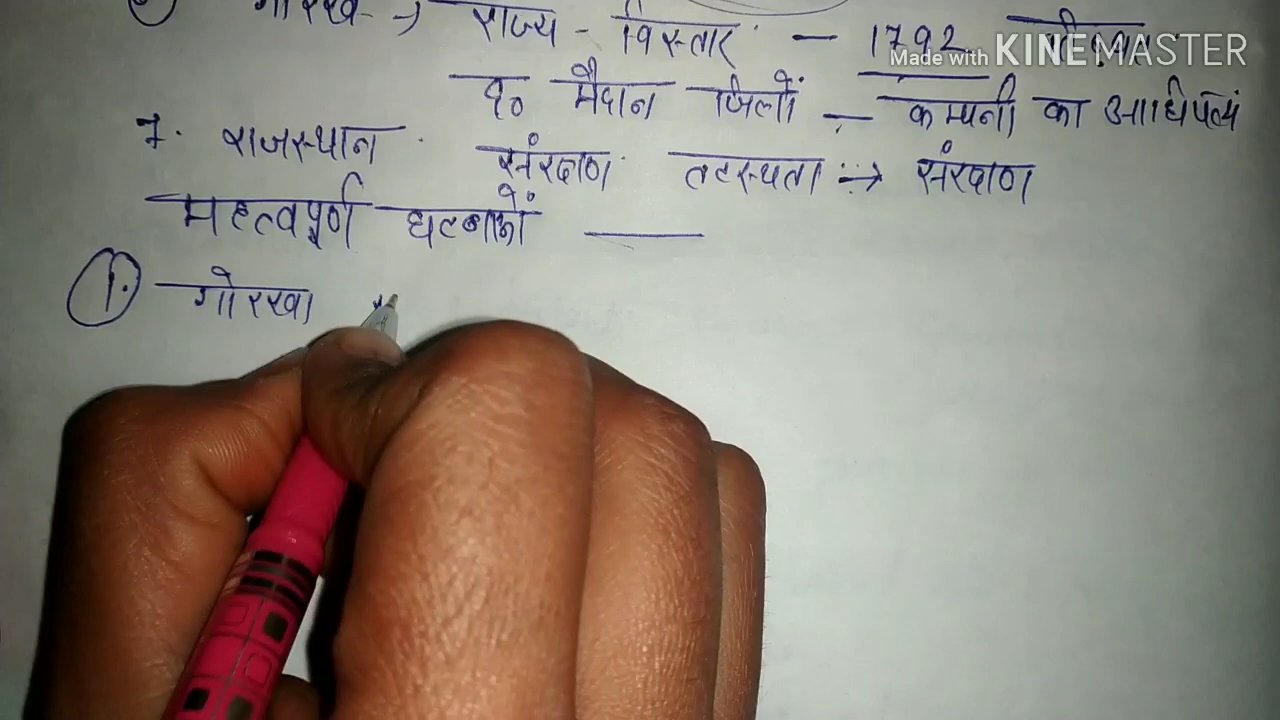 गोरखा → राज्य - विस्तार - 1792
Made with KINEMASTER
१० मैदान जिलों - कम्पनी का आधिपत्य
7. राजस्थान संरक्षण तटस्थता → संरक्षण
महत्वपूर्ण घटनाओं
1. गोरखा